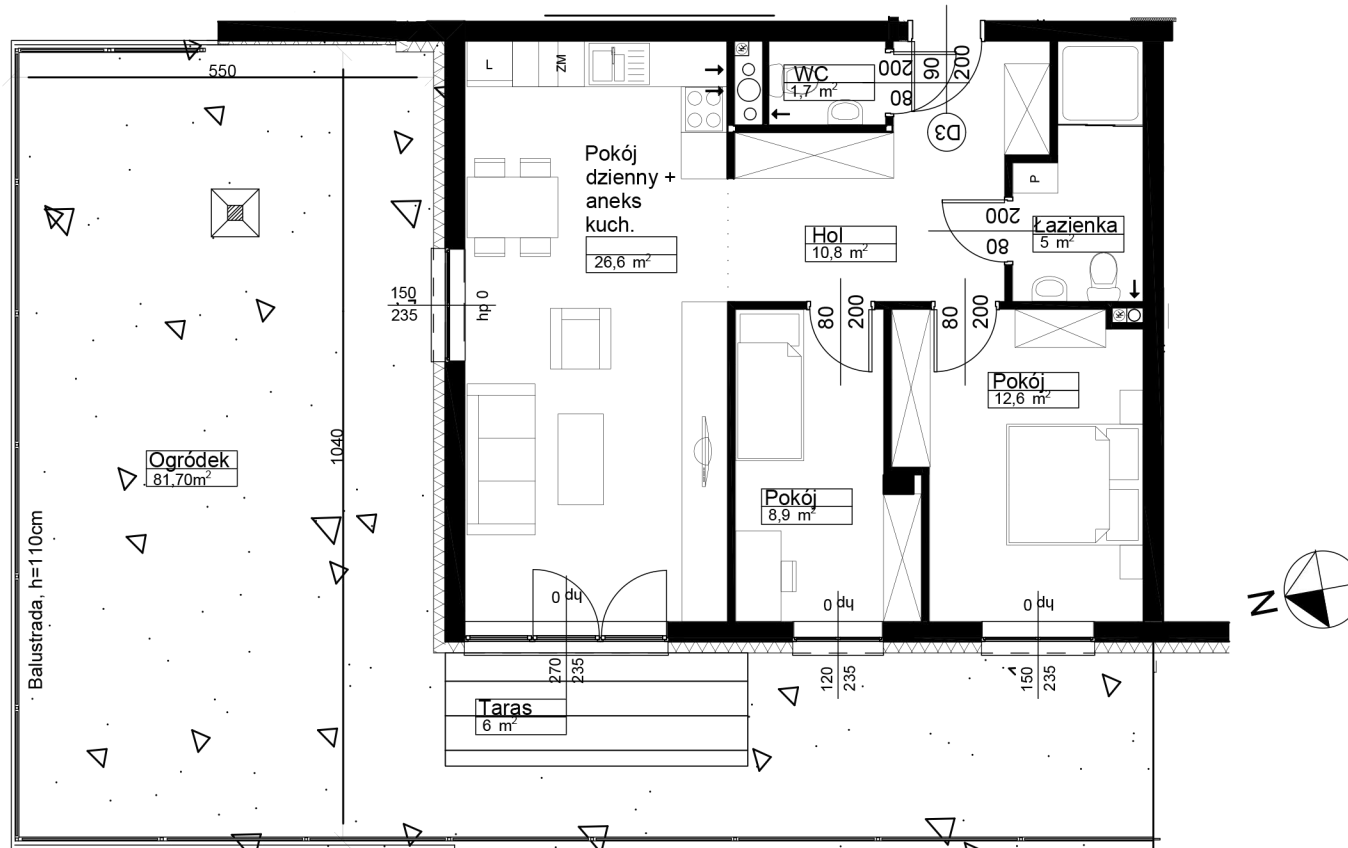 550
L
ZM
WC
1,7 m²
200
80
90
200
D3
Pokój
dzienny +
aneks
kuch.
26,6 m²
P
200
80
Łazienka
5 m²
Hol
10,8 m²
150
235
hp 0
80
200
80
200
Pokój
12,6 m²
1040
Ogródek
81,70m²
Pokój
8,9 m²
Balustrada, h=110cm
N
hp 0
hp 0
hp 0
270
235
120
235
150
235
Taras
6 m²